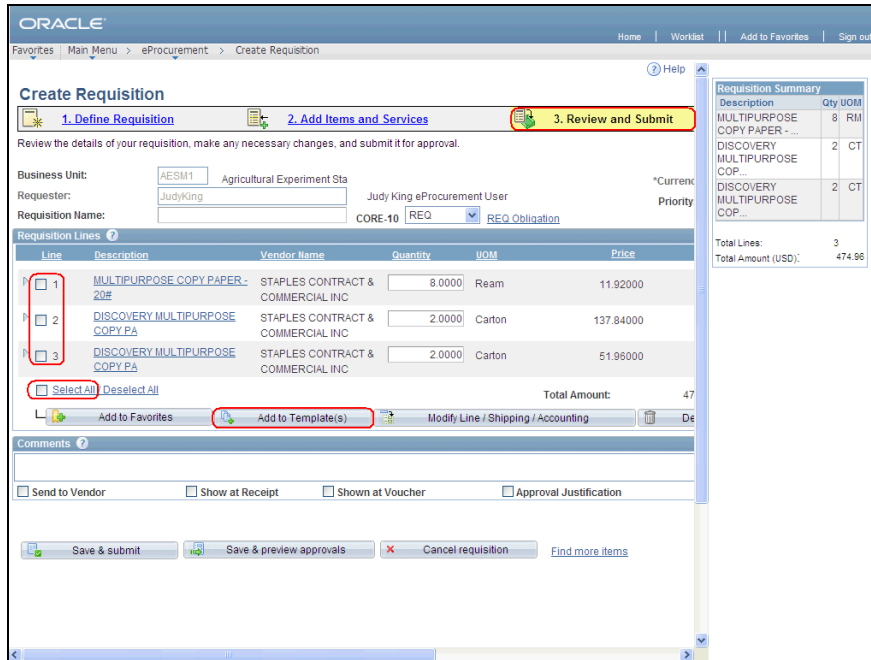 ORACLE
Home | Worklist || Add to Favorites | Sign out
Favorites Main Menu > eProcurement > Create Requisition
Help
Create Requisition
1. Define Requisition 2. Add Items and Services 3. Review and Submit
Review the details of your requisition, make any necessary changes, and submit it for approval.
Business Unit: AESM1 Agricultural Experiment Sta *Currenc
Requester: JudyKing Judy King eProcurement User Priority
Requisition Name: CORE-10 REQ REQ Obligation
Requisition Lines
Line Description Vendor Name Quantity UOM Price
1 MULTIPURPOSE COPY PAPER - STAPLES CONTRACT & 8.0000 Ream 11.92000
20# COMMERCIAL INC
2 DISCOVERY MULTIPURPOSE STAPLES CONTRACT & 2.0000 Carton 137.84000
COPY PA COMMERCIAL INC
3 DISCOVERY MULTIPURPOSE STAPLES CONTRACT & 2.0000 Carton 51.96000
COPY PA COMMERCIAL INC
Select All / Deselect All Total Amount: 47
Add to Favorites Add to Template(s) Modify Line / Shipping / Accounting De
Comments
Send to Vendor Show at Receipt Shown at Voucher Approval Justification
Save & submit Save & preview approvals Cancel requisition Find more items
Requisition Summary
Description Qty UOM
MULTIPURPOSE 8 RM
COPY PAPER - ...
DISCOVERY 2 CT
MULTIPURPOSE
COP...
DISCOVERY 2 CT
MULTIPURPOSE
COP...
Total Lines: 3
Total Amount (USD): 474.96